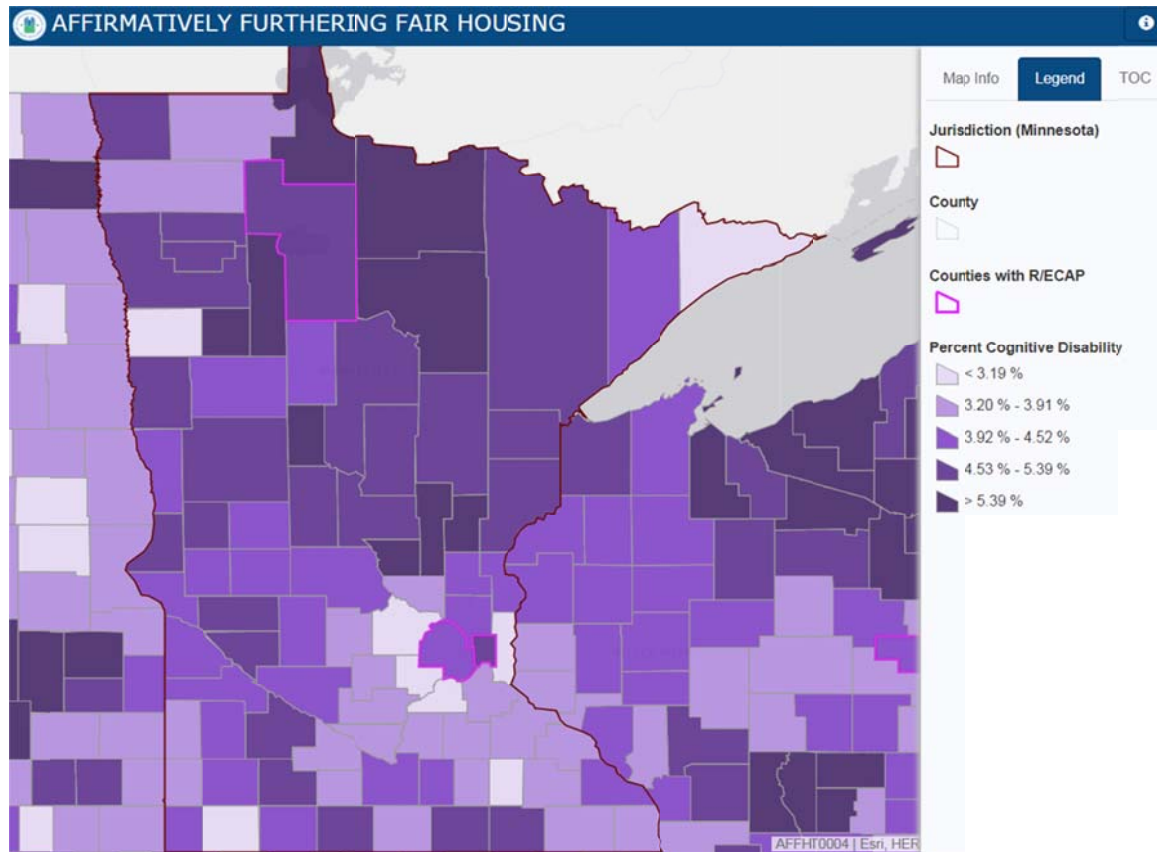 AFFIRMATIVELY FURTHERING FAIR HOUSING
Map Info Legend TOC
Jurisdiction (Minnesota)
County
Counties with R/ECAP
Percent Cognitive Disability
< 3.19 %
3.20 % - 3.91 %
3.92 % - 4.52 %
4.53 % - 5.39 %
> 5.39 %
AFFHT0004 | Esri, HER